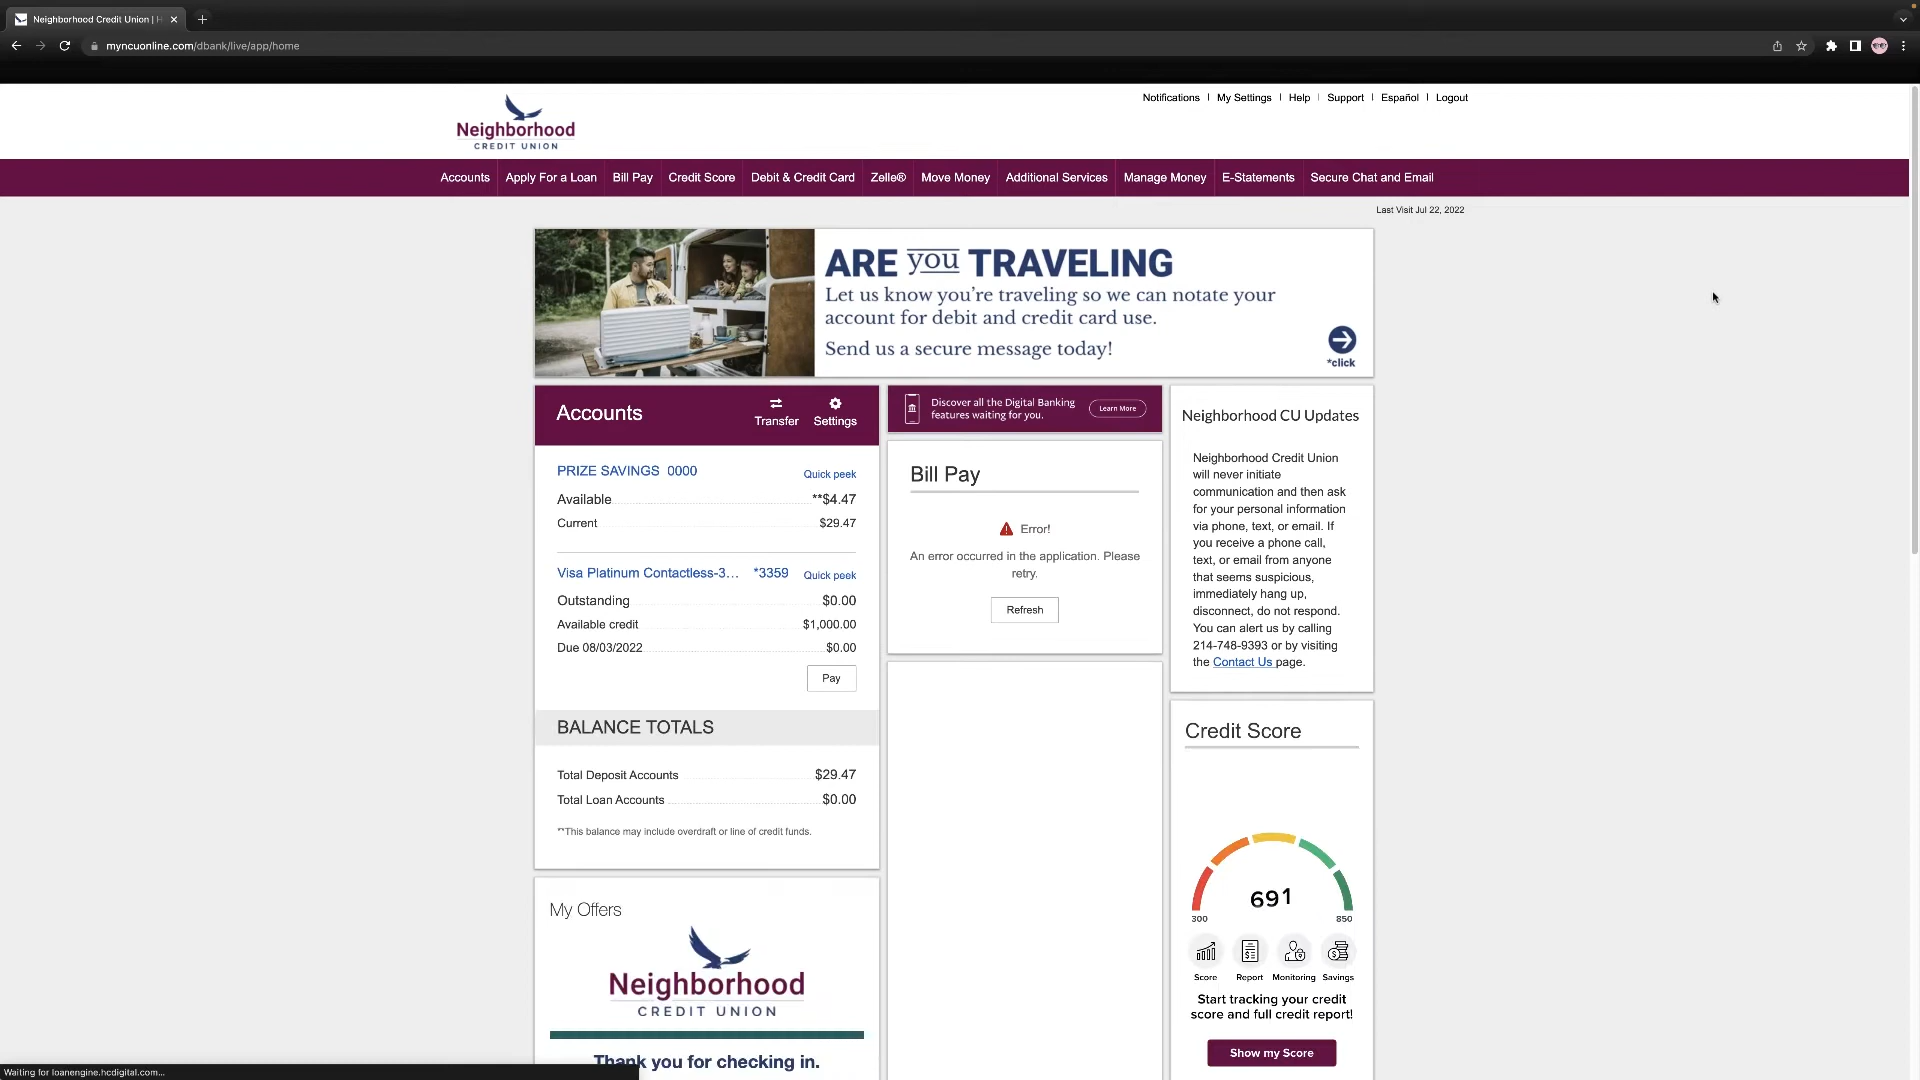 Neighborhood Credit Union | H
myncuonline.com/dbank/live/app/home
Neighborhood
CREDIT UNION
Notifications | My Settings | Help | Support | Español | Logout
Accounts Apply For a Loan Bill Pay Credit Score Debit & Credit Card Zelle® Move Money Additional Services Manage Money E-Statements Secure Chat and Email
Last Visit Jul 22, 2022
ARE you TRAVELING
Let us know you're traveling so we can notate your
account for debit and credit card use.
Send us a secure message today!
*click
Accounts
Transfer
Settings
PRIZE SAVINGS 0000 Quick peek
Available **$4.47
Current $29.47
Visa Platinum Contactless-3... *3359 Quick peek
Outstanding $0.00
Available credit $1,000.00
Due 08/03/2022 $0.00
Pay
BALANCE TOTALS
Total Deposit Accounts $29.47
Total Loan Accounts $0.00
**This balance may include overdraft or line of credit funds.
My Offers
Neighborhood
CREDIT UNION
Thank you for checking in.
Discover all the Digital Banking
features waiting for you.
Learn More
Bill Pay
Error!
An error occurred in the application. Please
retry.
Refresh
Neighborhood CU Updates
Neighborhood Credit Union
will never initiate
communication and then ask
for your personal information
via phone, text, or email. If
you receive a phone call,
text, or email from anyone
that seems suspicious,
immediately hang up,
disconnect, do not respond.
You can alert us by calling
214-748-9393 or by visiting
the Contact Us page.
Credit Score
691
300 850
Score Report Monitoring Savings
Start tracking your credit
score and full credit report!
Show my Score
Waiting for loanengine.hcdigital.com...